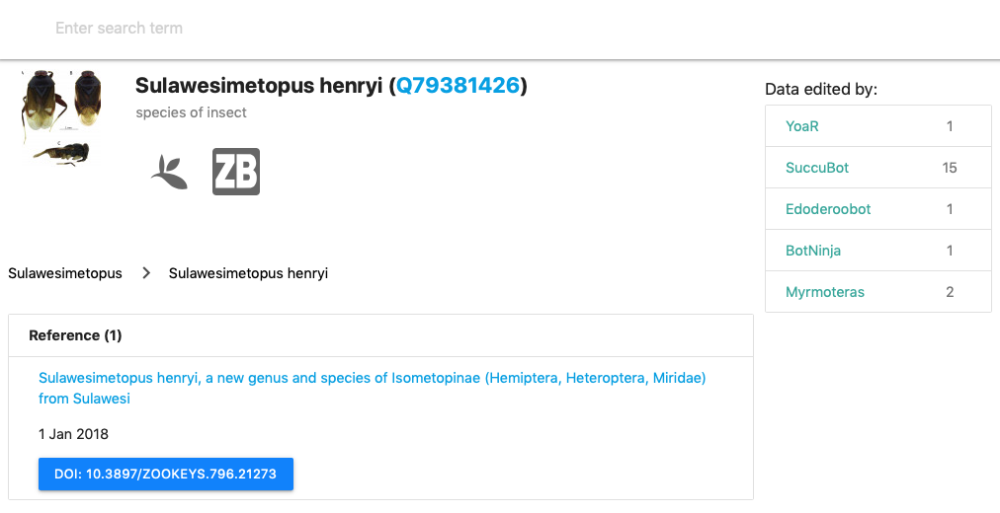 Enter search term
Sulawesimetopus henryi (Q79381426)
species of insect
ZB
Data edited by:
YoaR 1
SuccuBot 15
Edoderoobot 1
BotNinja 1
Myrmoteras 2
Sulawesimetopus > Sulawesimetopus henryi
Reference (1)
Sulawesimetopus henryi, a new genus and species of Isometopinae (Hemiptera, Heteroptera, Miridae)
from Sulawesi
1 Jan 2018
DOI: 10.3897/ZOOKEYS.796.21273